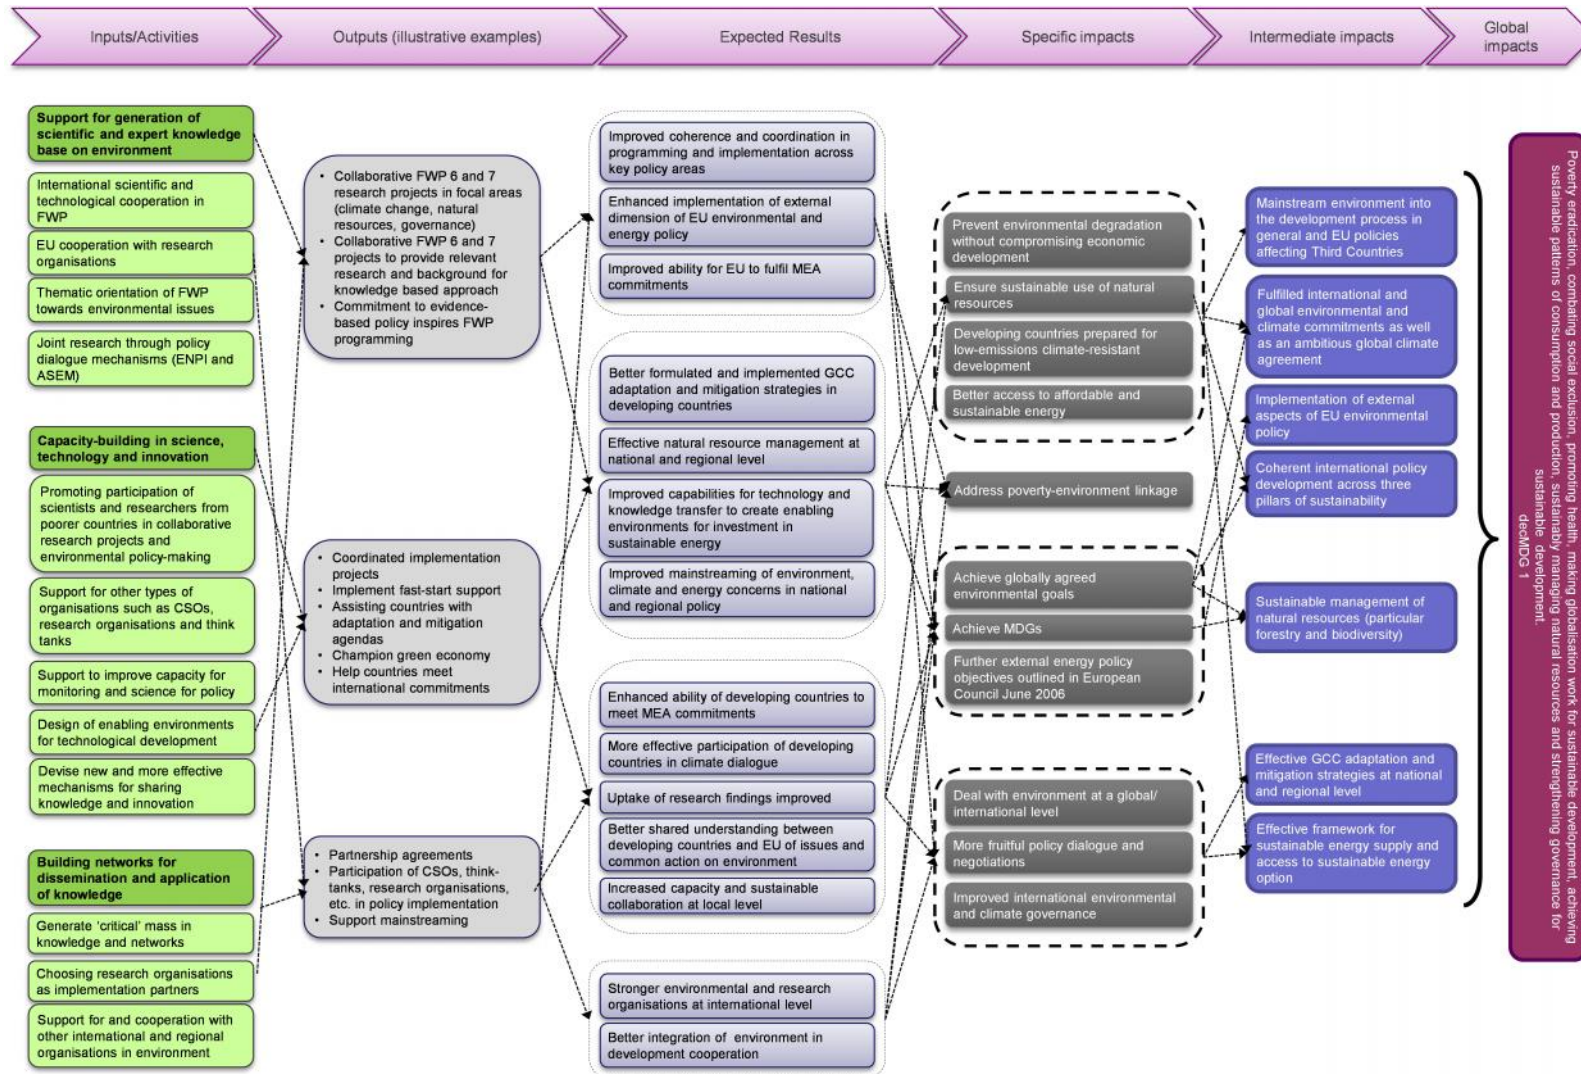 Inputs/Activities
Outputs (illustrative examples)
Expected Results
Specific impacts
Intermediate impacts
Global
impacts
Support for generation of
scientific and expert knowledge
base on environment
International scientific and
technological cooperation in
FWP
EU cooperation with research
organisations
Thematic orientation of FWP
towards environmental issues
Joint research through policy
dialogue mechanisms (ENPI and
ASEM)
Capacity-building in science,
technology and innovation
Promoting participation of
scientists and researchers from
poorer countries in collaborative
research projects and
environmental policy-making
Support for other types of
organisations such as CSOs,
research organisations and think
tanks
Support to improve capacity for
monitoring and science for policy
Design of enabling environments
for technological development
Devise new and more effective
mechanisms for sharing
knowledge and innovation
Building networks for
dissemination and application
of knowledge
Generate ‘critical’ mass in
knowledge and networks
Choosing research organisations
as implementation partners
Support for and cooperation with
other international and regional
organisations in environment
• Collaborative FWP 6 and 7
research projects in focal areas
(climate change, natural
resources, governance)
• Collaborative FWP 6 and 7
projects to provide relevant
research and background for
knowledge based approach
• Commitment to evidence-
based policy inspires FWP
programming
• Coordinated implementation
projects
• Implement fast-start support
• Assisting countries with
adaptation and mitigation
agendas
• Champion green economy
• Help countries meet
international commitments
• Partnership agreements
• Participation of CSOs, think-
tanks, research organisations,
etc. in policy implementation
• Support mainstreaming
Improved coherence and coordination in
programming and implementation across
key policy areas
Enhanced implementation of external
dimension of EU environmental and
energy policy
Improved ability for EU to fulfil MEA
commitments
Better formulated and implemented GCC
adaptation and mitigation strategies in
developing countries
Effective natural resource management at
national and regional level
Improved capabilities for technology and
knowledge transfer to create enabling
environments for investment in
sustainable energy
Improved mainstreaming of environment,
climate and energy concerns in national
and regional policy
Enhanced ability of developing countries to
meet MEA commitments
More effective participation of developing
countries in climate dialogue
Uptake of research findings improved
Better shared understanding between
developing countries and EU of issues and
common action on environment
Increased capacity and sustainable
collaboration at local level
Stronger environmental and research
organisations at international level
Better integration of environment in
development cooperation
Prevent environmental degradation
without compromising economic
development
Ensure sustainable use of natural
resources
Developing countries prepared for
low-emissions climate-resistant
development
Better access to affordable and
sustainable energy
Address poverty-environment linkage
Achieve globally agreed
environmental goals
Achieve MDGs
Further external energy policy
objectives outlined in European
Council June 2006
Deal with environment at a global/
international level
More fruitful policy dialogue and
negotiations
Improved international environmental
and climate governance
Mainstream environment into
the development process in
general and EU policies
affecting Third Countries
Fulfilled international and
global environmental and
climate commitments as well
as an ambitious global climate
agreement
Implementation of external
aspects of EU environmental
policy
Coherent international policy
development across three
pillars of sustainability
Sustainable management of
natural resources (particular
forestry and biodiversity)
Effective GCC adaptation and
mitigation strategies at national
and regional level
Effective framework for
sustainable energy supply and
access to sustainable energy
option
Poverty eradication, combating social exclusion, promoting health, making globalisation work for sustainable development, achieving
sustainable patterns of consumption and production, sustainably managing natural resources and strengthening governance for
sustainable development.
decMDG 1